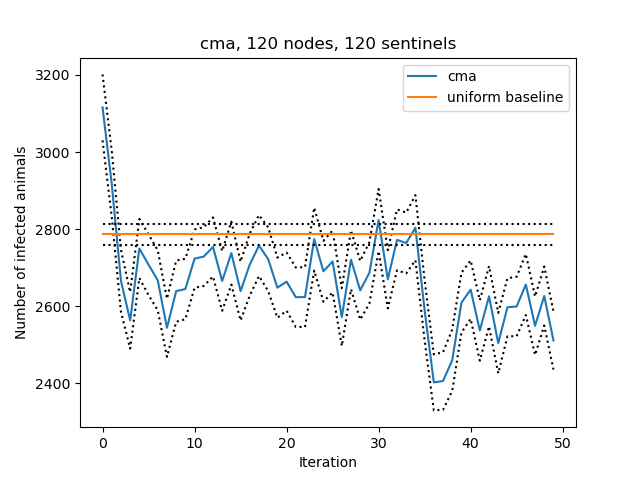 cma, 120 nodes, 120 sentinels
cma
uniform baseline
Number of infected animals
3200
3000
2800
2600
2400
0
10
20
30
40
50
Iteration